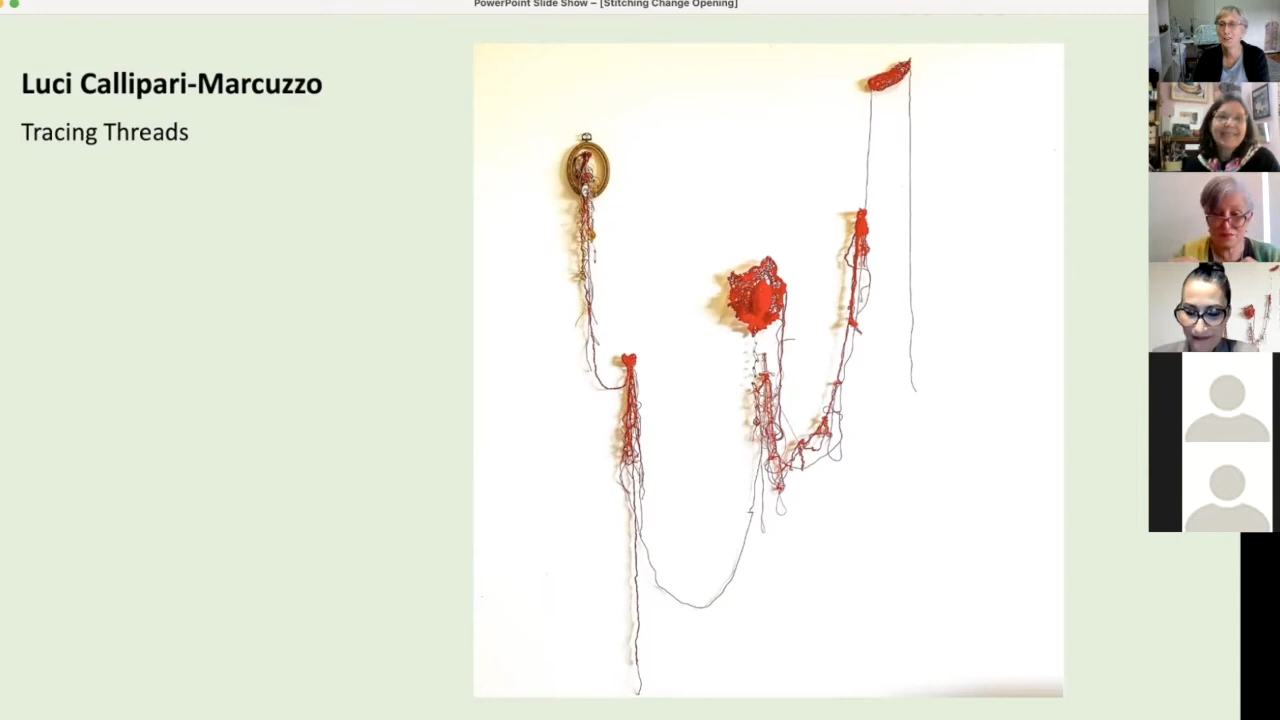 PowerPoint Slide Show – [Stitching Change Opening]
Luci Callipari-Marcuzzo
Tracing Threads